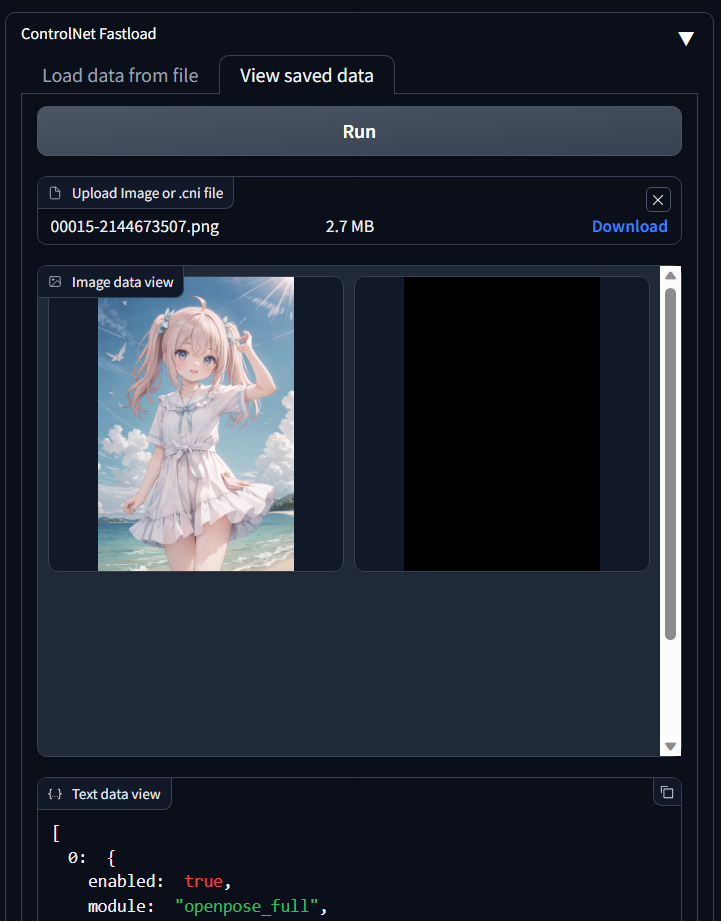 ControlNet Fastload
▼
Load data from file
View saved data
Run
Upload Image or .cni file
00015-2144673507.png 2.7 MB Download
Image data view
{..} Text data view
[
0: {
enabled: true,
module: "openpose_full",